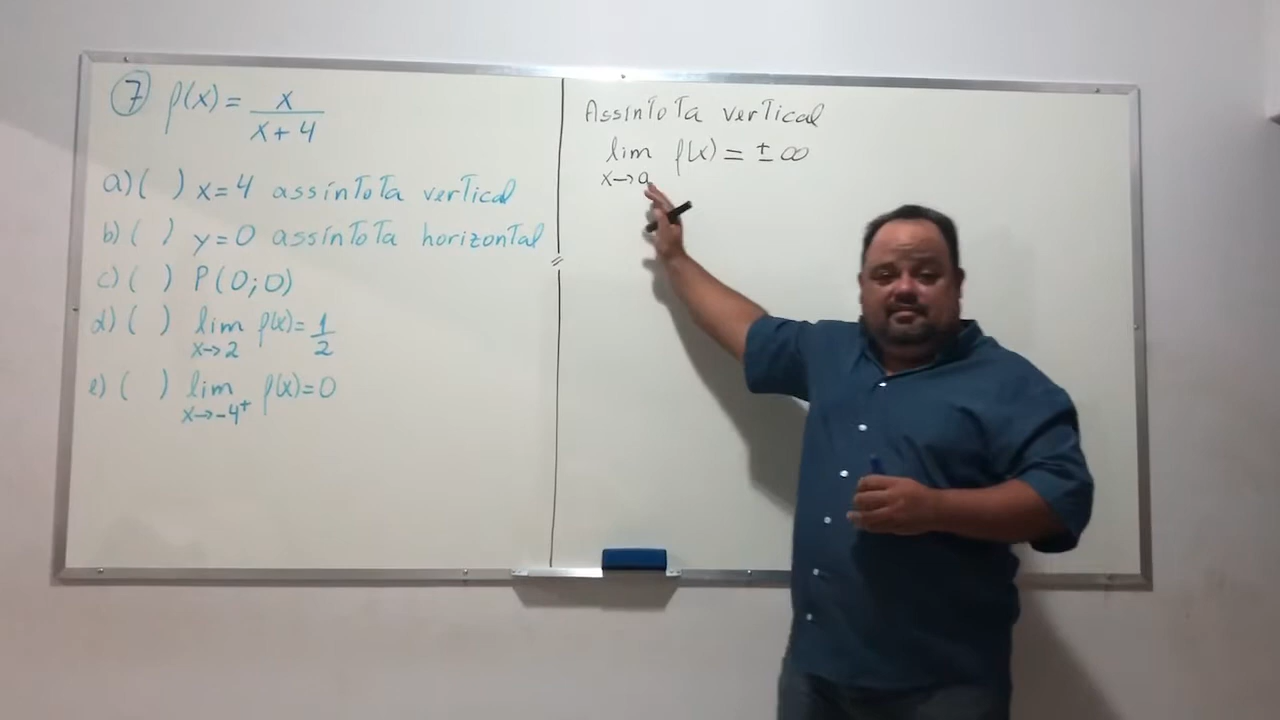 7 f(x) = x/(x+4)
a) ( ) x=4 assíntota vertical
b) ( ) y=0 assíntota horizontal
c) ( ) P(0;0)
d) ( ) lim x→2 f(x)=1/2
e) ( ) lim x→-4⁺ f(x)=0
Assíntota vertical
lim x→a f(x) = ±∞